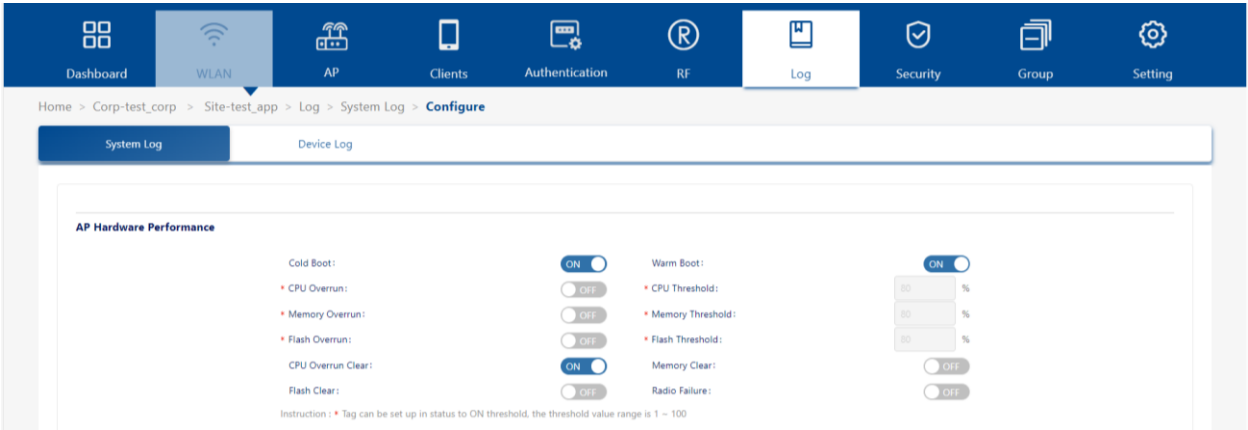 Dashboard WLAN AP Clients Authentication RF Log Security Group Setting
Home > Corp-test_corp > Site-test_app > Log > System Log > Configure
System Log Device Log
AP Hardware Performance
Cold Boot: ON Warm Boot: ON
* CPU Overrun: OFF * CPU Threshold: 80 %
* Memory Overrun: OFF * Memory Threshold: 80 %
* Flash Overrun: OFF * Flash Threshold: 80 %
CPU Overrun Clear: ON Memory Clear: OFF
Flash Clear: OFF Radio Failure: OFF
Instruction : * Tag can be set up in status to ON threshold, the threshold value range is 1 ~ 100